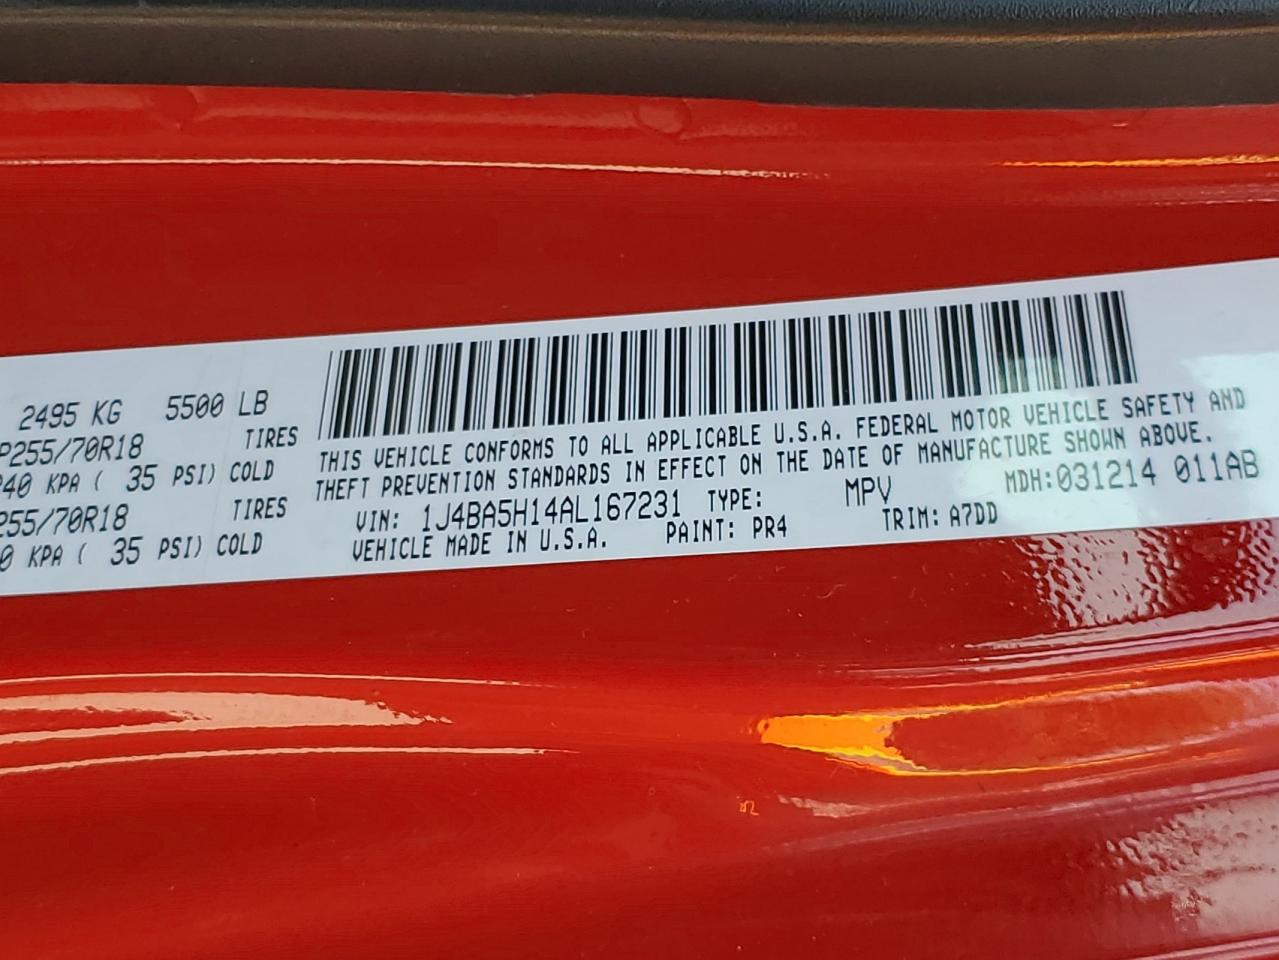 2495 KG 5500 LB
P255/70R18 TIRES
240 KPA ( 35 PSI) COLD
255/70R18 TIRES
0 KPA ( 35 PSI) COLD
THIS VEHICLE CONFORMS TO ALL APPLICABLE U.S.A. FEDERAL MOTOR VEHICLE SAFETY AND
THEFT PREVENTION STANDARDS IN EFFECT ON THE DATE OF MANUFACTURE SHOWN ABOVE.
VIN: 1J4BA5H14AL167231 TYPE: MPV MDH:031214 011AB
VEHICLE MADE IN U.S.A. PAINT: PR4 TRIM: A7DD